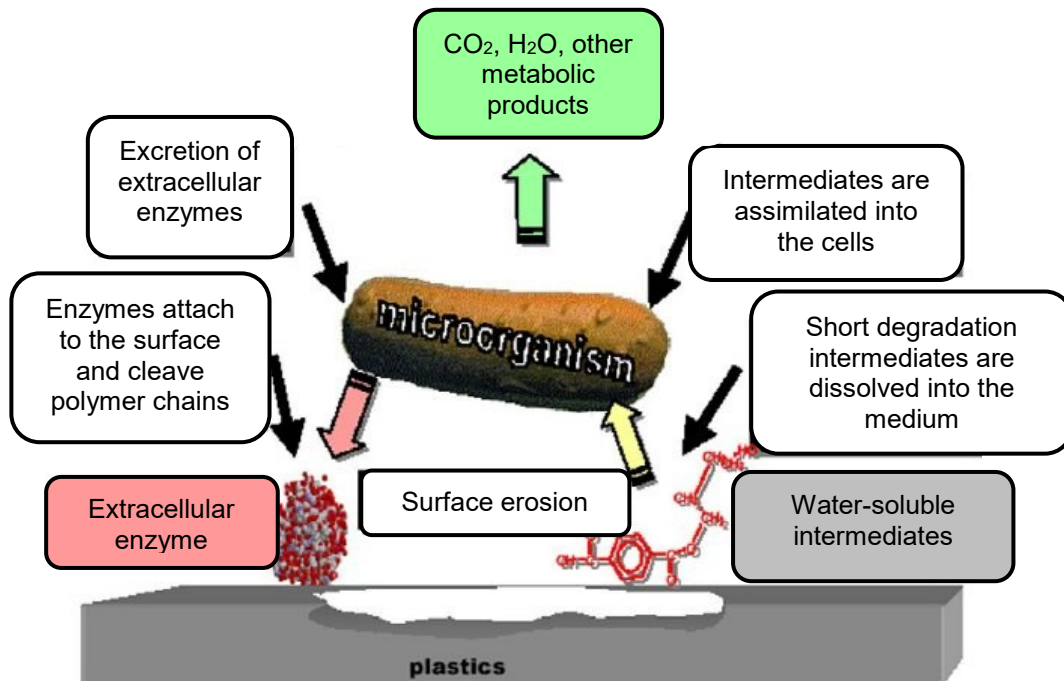 CO₂, H₂O, other
metabolic
products
Excretion of
extracellular
enzymes
Intermediates are
assimilated into
the cells
Enzymes attach
to the surface
and cleave
polymer chains
microorganism
Short degradation
intermediates are
dissolved into the
medium
Extracellular
enzyme
Surface erosion
Water-soluble
intermediates
plastics